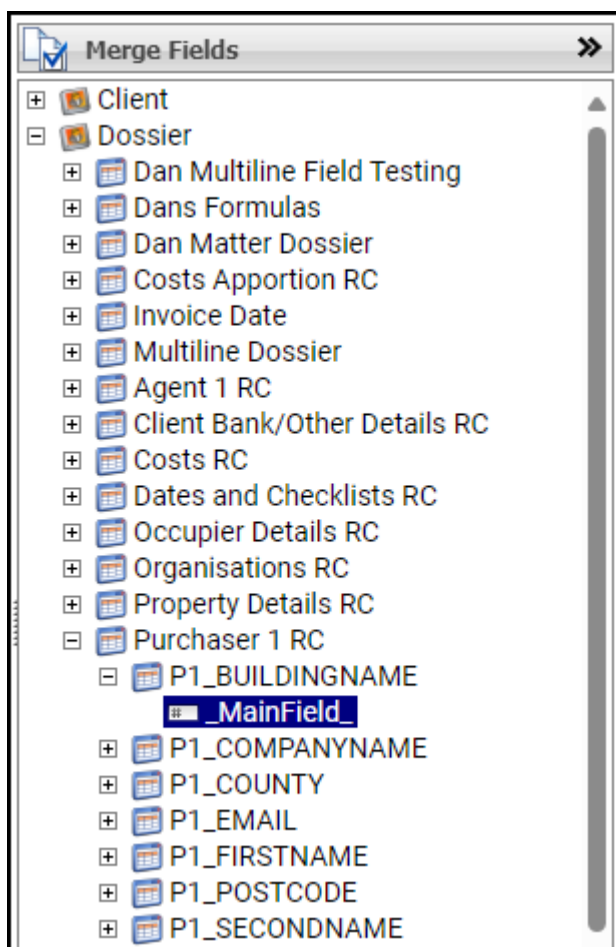 Merge Fields
Client
Dossier
Dan Multiline Field Testing
Dans Formulas
Dan Matter Dossier
Costs Apportion RC
Invoice Date
Multiline Dossier
Agent 1 RC
Client Bank/Other Details RC
Costs RC
Dates and Checklists RC
Occupier Details RC
Organisations RC
Property Details RC
Purchaser 1 RC
P1_BUILDINGNAME
_MainField_
P1_COMPANYNAME
P1_COUNTY
P1_EMAIL
P1_FIRSTNAME
P1_POSTCODE
P1_SECONDNAME